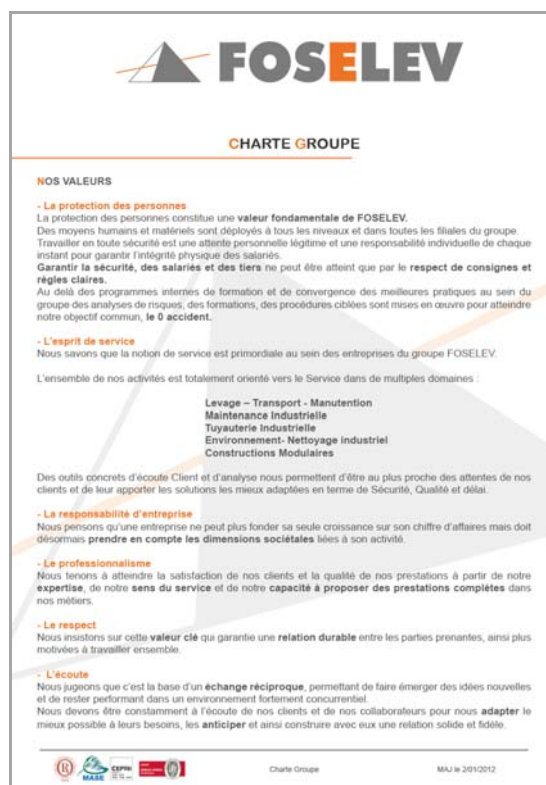 FOSELEV
CHARTE GROUPE
NOS VALEURS
- La protection des personnes
La protection des personnes constitue une valeur fondamentale de FOSELEV.
Des moyens humains et matériels sont déployés à tous les niveaux et dans toutes les filiales du groupe.
Travailler en toute sécurité est une attente personnelle légitime et une responsabilité individuelle de chaque
instant pour garantir l'intégrité physique des salariés.
Garantir la sécurité, des salariés et des tiers ne peut être atteint que par le respect de consignes et
règles claires.
Au delà des programmes internes de formation et de convergence des meilleures pratiques au sein du
groupe des analyses de risques, des formations, des procédures ciblées sont mises en œuvre pour atteindre
notre objectif commun, le 0 accident.
- L'esprit de service
Nous savons que la notion de service est primordiale au sein des entreprises du groupe FOSELEV.
L'ensemble de nos activités est totalement orienté vers le Service dans de multiples domaines :
Levage – Transport - Manutention
Maintenance Industrielle
Tuyauterie Industrielle
Environnement- Nettoyage industriel
Constructions Modulaires
Des outils concrets d'écoute Client et d'analyse nous permettent d'être au plus proche des attentes de nos
clients et de leur apporter les solutions les mieux adaptées en terme de Sécurité, Qualité et délai.
- La responsabilité d'entreprise
Nous pensons qu'une entreprise ne peut plus fonder sa seule croissance sur son chiffre d'affaires mais doit
désormais prendre en compte les dimensions sociétales liées à son activité.
- Le professionnalisme
Nous tenons à atteindre la satisfaction de nos clients et la qualité de nos prestations à partir de notre
expertise, de notre sens du service et de notre capacité à proposer des prestations complètes dans
nos métiers.
- Le respect
Nous insistons sur cette valeur clé qui garantie une relation durable entre les parties prenantes, ainsi plus
motivées à travailler ensemble.
- L'écoute
Nous jugeons que c'est la base d'un échange réciproque, permettant de faire émerger des idées nouvelles
et de rester performant dans un environnement fortement concurrentiel.
Nous devons être constamment à l'écoute de nos clients et de nos collaborateurs pour nous adapter le
mieux possible à leurs besoins, les anticiper et ainsi construire avec eux une relation solide et fidèle.
R MASE CEFRI
Charte Groupe
MAJ le 2/01/2012